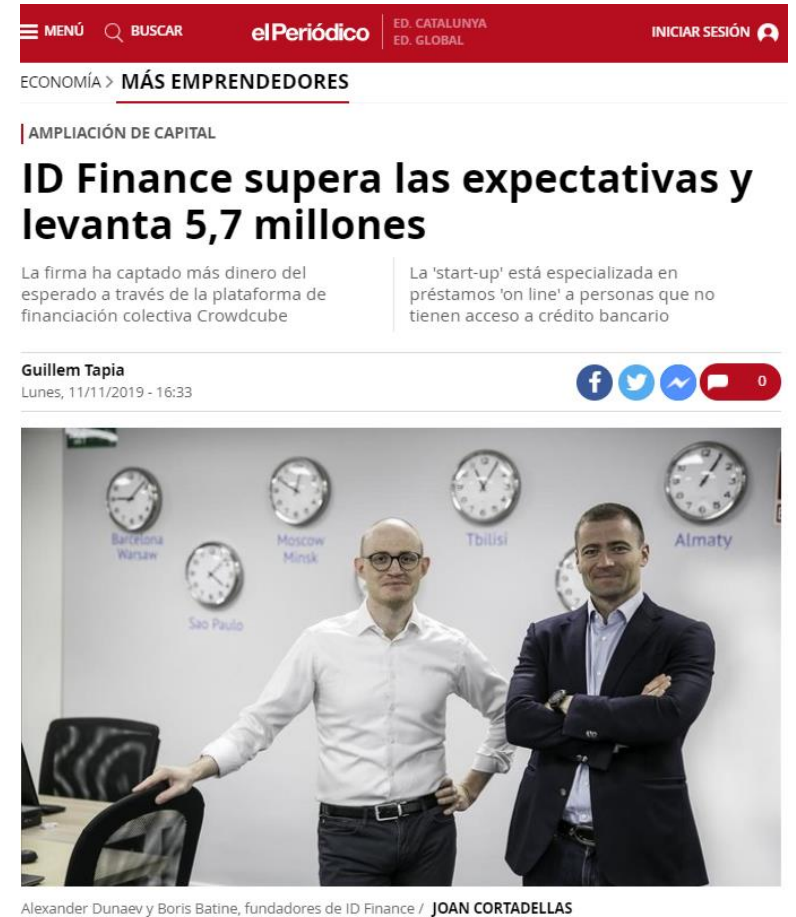 MENÚ
BUSCAR
elPeriódico
ED. CATALUNYA
ED. GLOBAL
INICIAR SESIÓN
ECONOMÍA > MÁS EMPRENDEDORES
AMPLIACIÓN DE CAPITAL
ID Finance supera las expectativas y
levanta 5,7 millones
La firma ha captado más dinero del
esperado a través de la plataforma de
financiación colectiva Crowdcube
La 'start-up' está especializada en
préstamos 'on line' a personas que no
tienen acceso a crédito bancario
Guillem Tapia
Lunes, 11/11/2019 - 16:33
0
Barcelona
Warsaw
Moscow
Minsk
Tbilisi
Almaty
Sao Paulo
Alexander Dunaev y Boris Batine, fundadores de ID Finance / JOAN CORTADELLAS